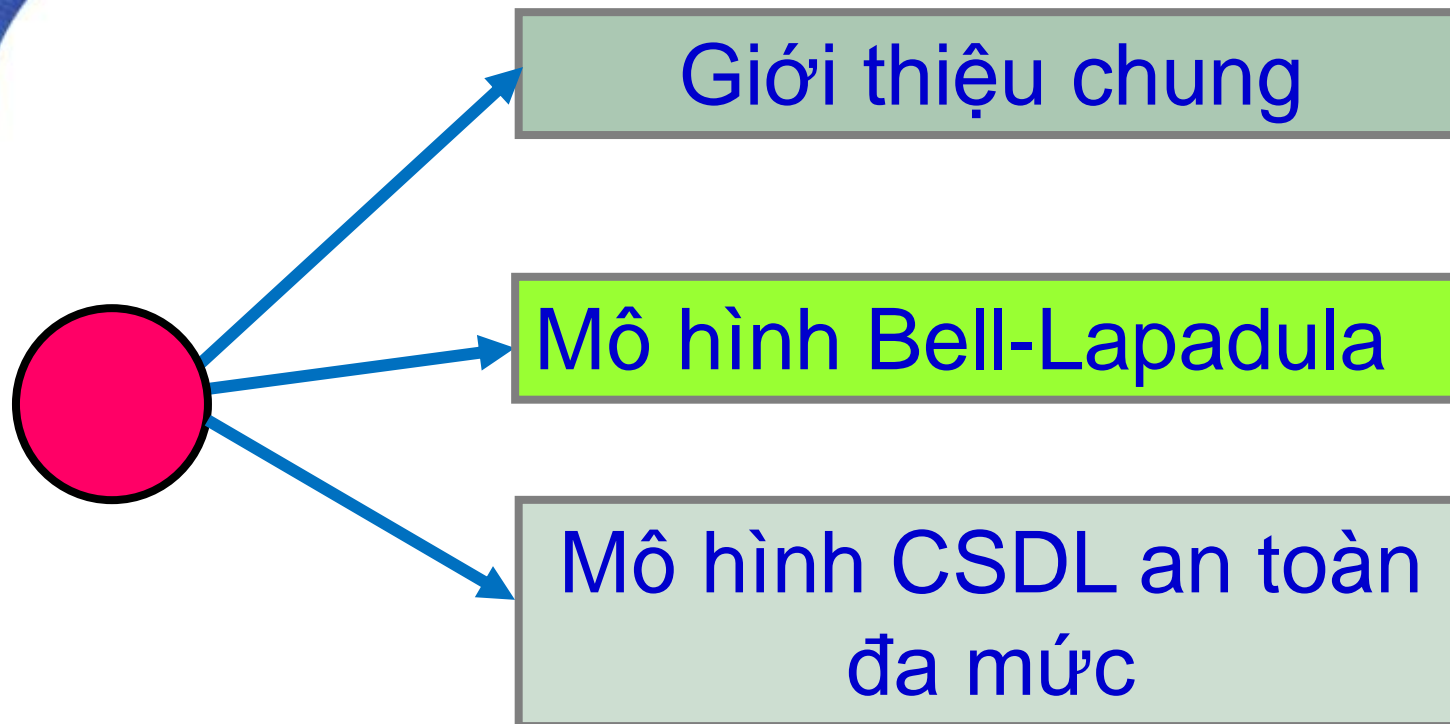 Giới thiệu chung
Mô hình Bell-Lapadula
Mô hình CSDL an toàn
đa mức